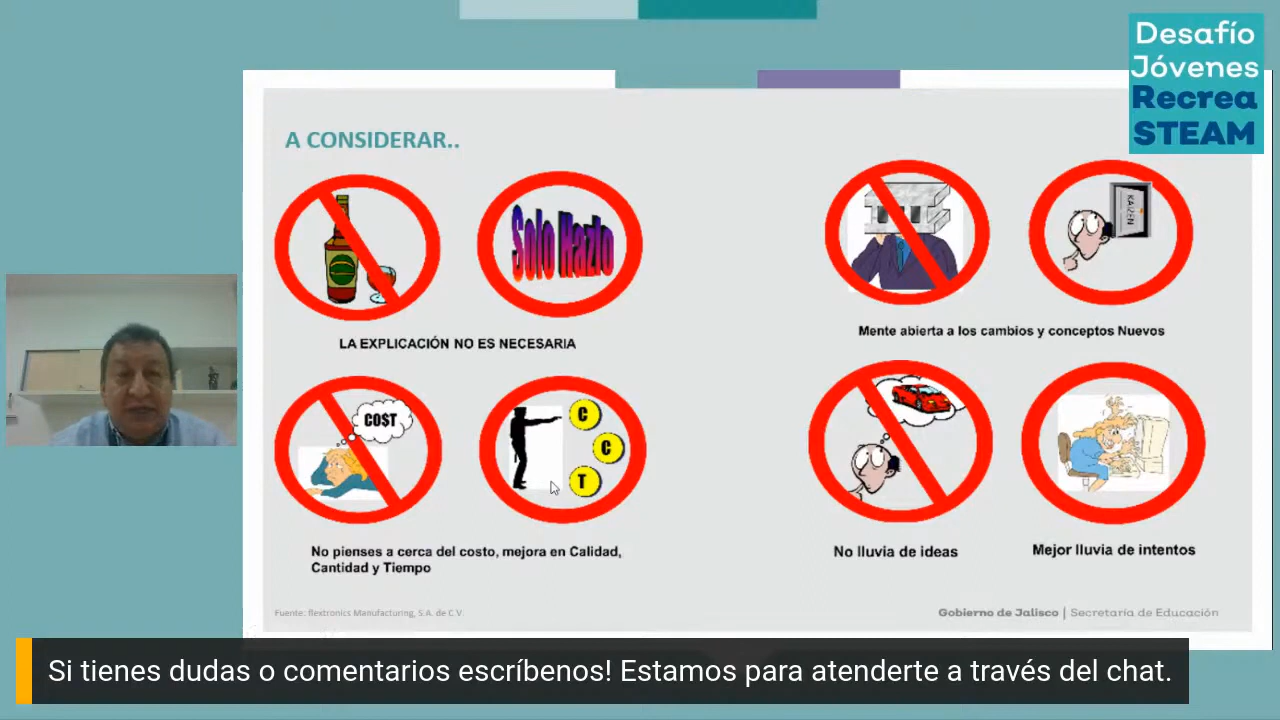 Desafío
Jóvenes
Recrea
STEAM
A CONSIDERAR..
Solo Hazlo
KAIZEN
LA EXPLICACIÓN NO ES NECESARIA
Mente abierta a los cambios y conceptos Nuevos
CO$T
C
C
T
No pienses a cerca del costo, mejora en Calidad,
Cantidad y Tiempo
No lluvia de ideas
Mejor lluvia de intentos
Fuente: flextronics Manufacturing, S.A. de C.V.
Gobierno de Jalisco | Secretaría de Educación
Si tienes dudas o comentarios escríbenos! Estamos para atenderte a través del chat.